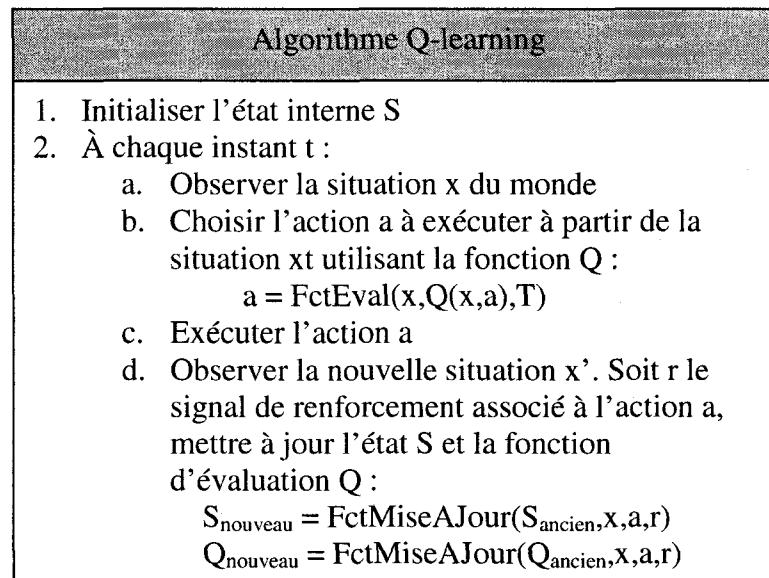 Algorithme Q-learning
1. Initialiser l'état interne S
2. À chaque instant t :
a. Observer la situation x du monde
b. Choisir l'action a à exécuter à partir de la
situation xt utilisant la fonction Q :
a = FctEval(x,Q(x,a),T)
c. Exécuter l'action a
d. Observer la nouvelle situation x'. Soit r le
signal de renforcement associé à l'action a,
mettre à jour l'état S et la fonction
d'évaluation Q :
Snouveau = FctMiseAJour(Sancien,x,a,r)
Qnouveau = FctMiseAJour(Qancien,x,a,r)